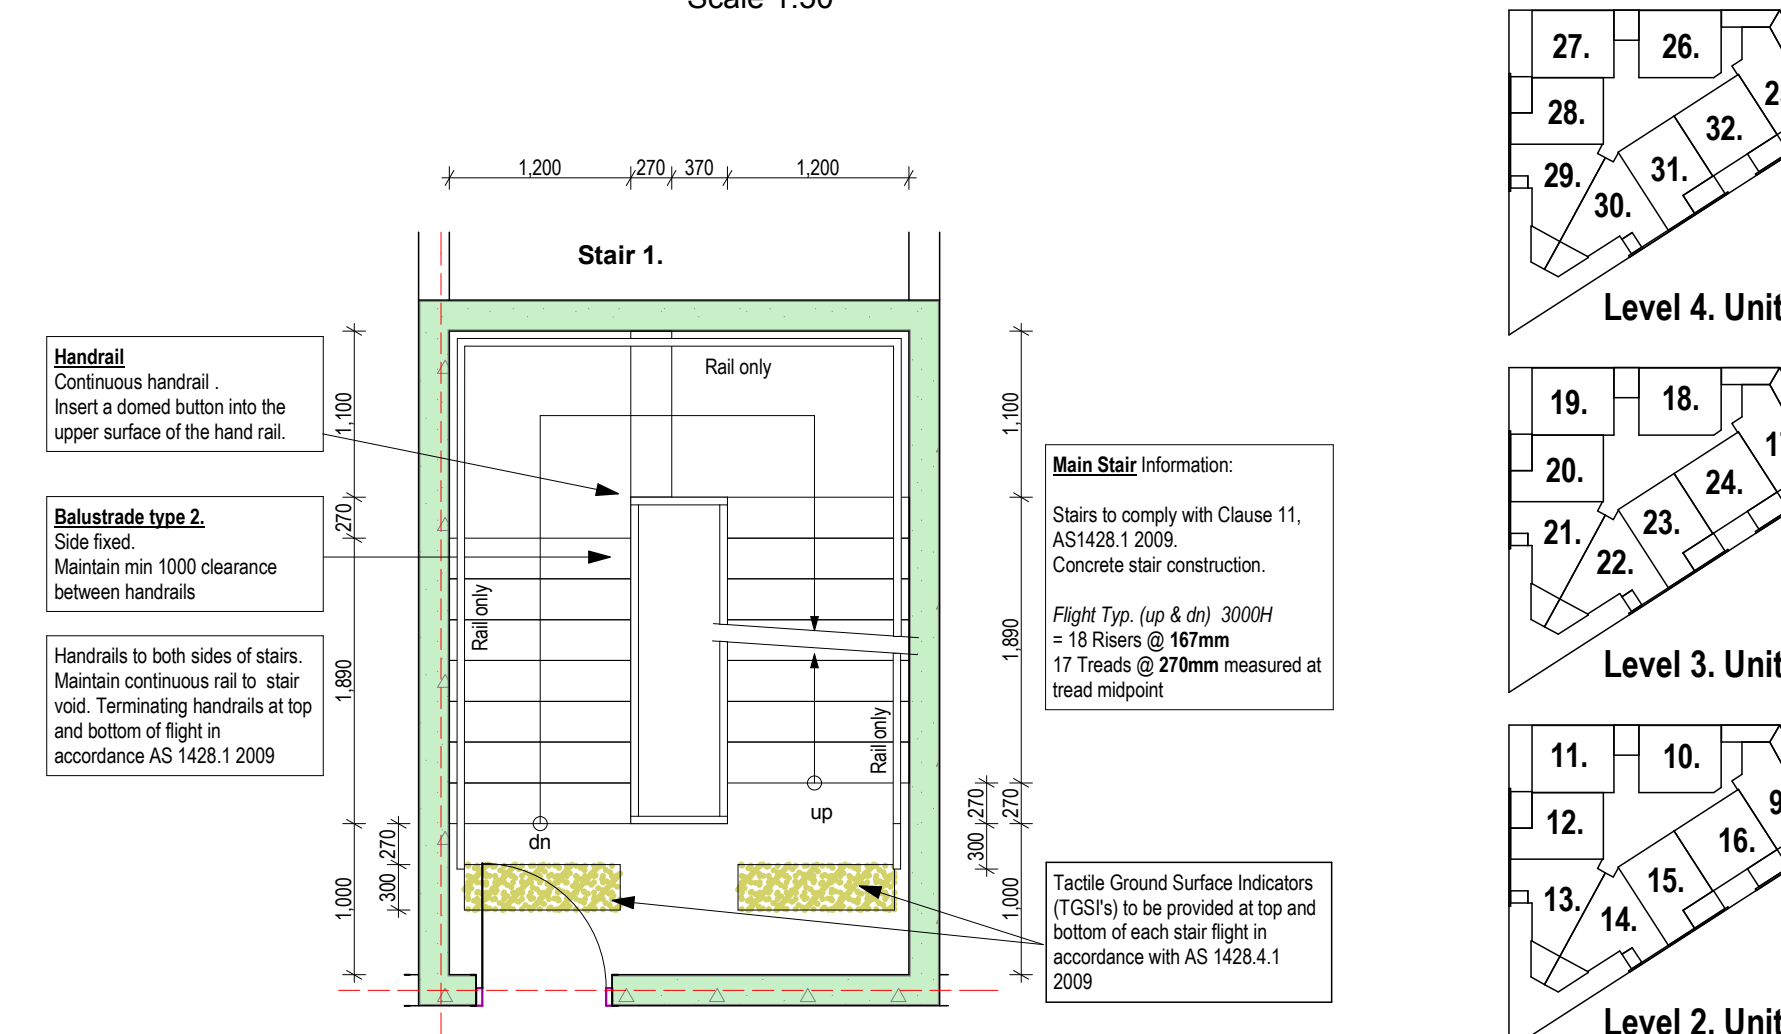 Scale 1:50
1,200
270
370
1,200
Stair 1.
Handrail
Continuous handrail .
Insert a domed button into the
upper surface of the hand rail.
Balustrade type 2.
Side fixed.
Maintain min 1000 clearance
between handrails
Handrails to both sides of stairs.
Maintain continuous rail to stair
void. Terminating handrails at top
and bottom of flight in
accordance AS 1428.1 2009
1,100
270
1,890
1,000
270
300
Rail only
Rail only
Rail only
dn
up
1,100
1,890
270
270
300
1,000
Main Stair Information:
Stairs to comply with Clause 11,
AS1428.1 2009.
Concrete stair construction.
Flight Typ. (up & dn) 3000H
= 18 Risers @ 167mm
17 Treads @ 270mm measured at
tread midpoint
Tactile Ground Surface Indicators
(TGSI's) to be provided at top and
bottom of each stair flight in
accordance with AS 1428.4.1
2009
27.
26.
28.
32.
31.
29.
30.
Level 4. Unit
19.
18.
20.
24.
23.
21.
22.
Level 3. Unit
11.
10.
9
12.
16.
15.
13.
14.
Level 2. Unit